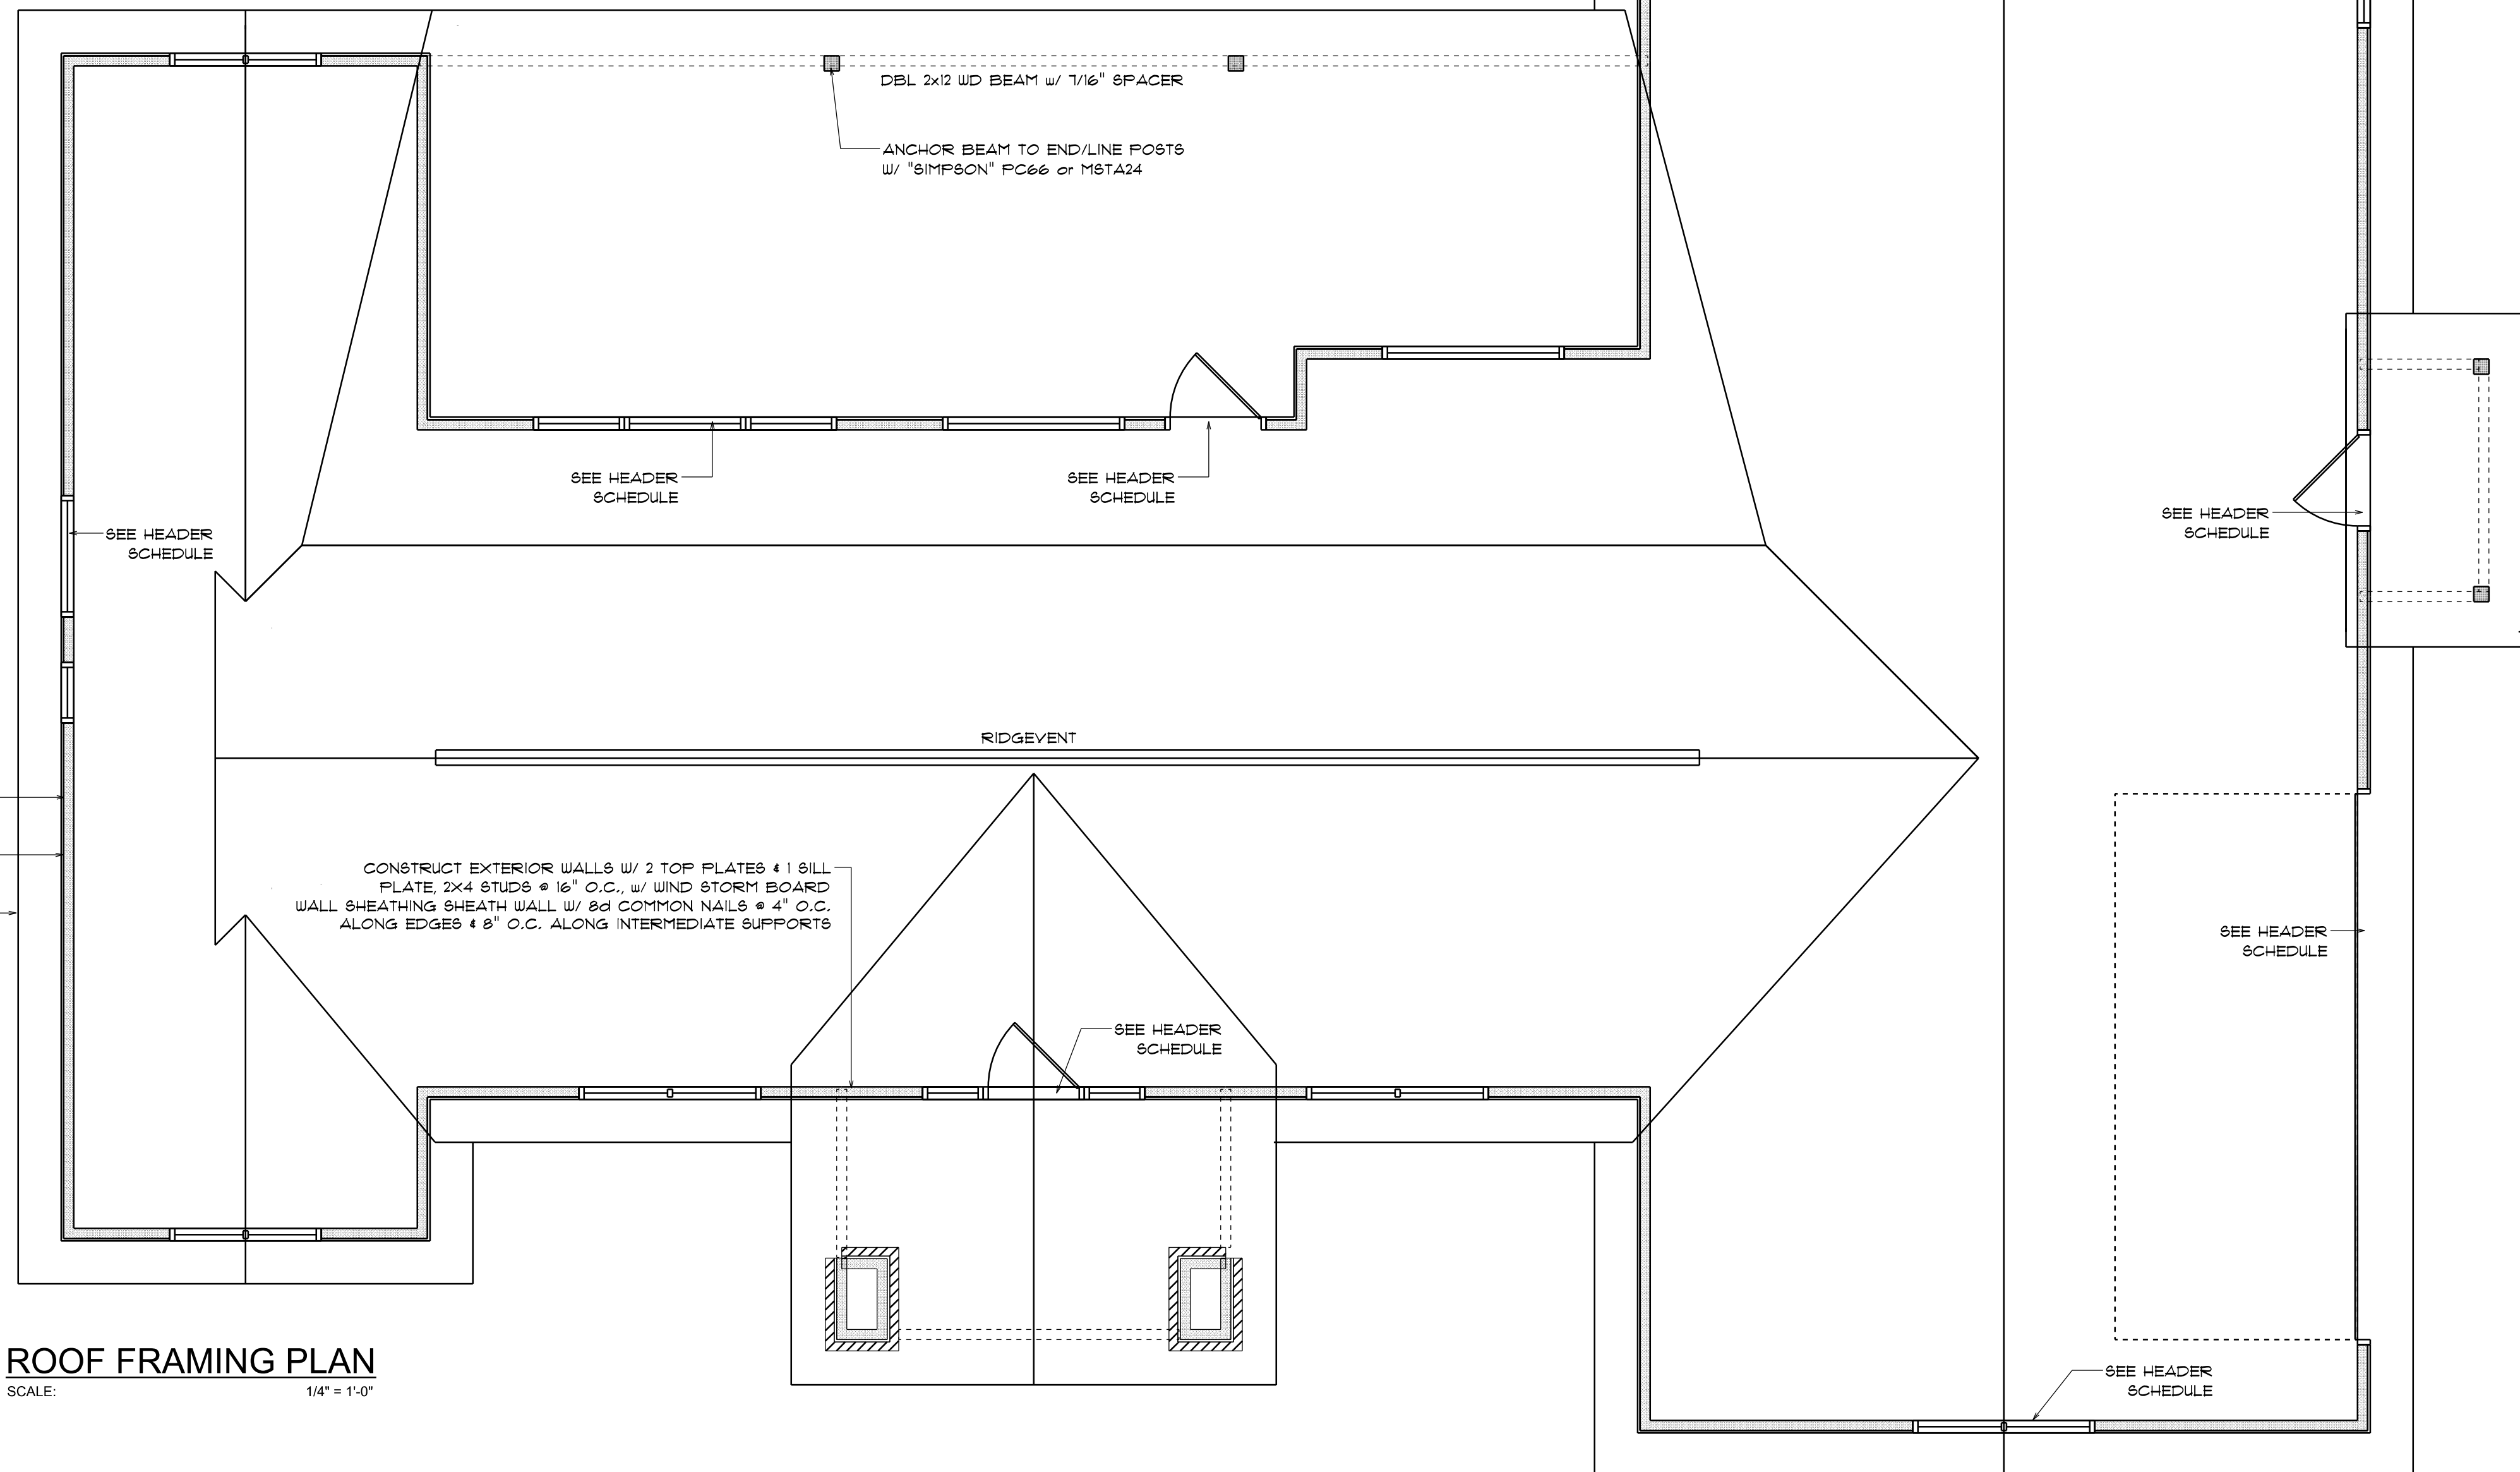 DBL 2x12 WD BEAM w/ 7/16" SPACER
ANCHOR BEAM TO END/LINE POSTS
W/ "SIMPSON" PC66 or MSTA24
SEE HEADER
SCHEDULE
SEE HEADER
SCHEDULE
SEE HEADER
SCHEDULE
SEE HEADER
SCHEDULE
RIDGEVENT
CONSTRUCT EXTERIOR WALLS W/ 2 TOP PLATES & 1 SILL
PLATE, 2X4 STUDS @ 16" O.C., w/ WIND STORM BOARD
WALL SHEATHING SHEATH WALL W/ 8d COMMON NAILS @ 4" O.C.
ALONG EDGES & 8" O.C. ALONG INTERMEDIATE SUPPORTS
SEE HEADER
SCHEDULE
SEE HEADER
SCHEDULE
SEE HEADER
SCHEDULE
ROOF FRAMING PLAN
SCALE: 1/4" = 1'-0"